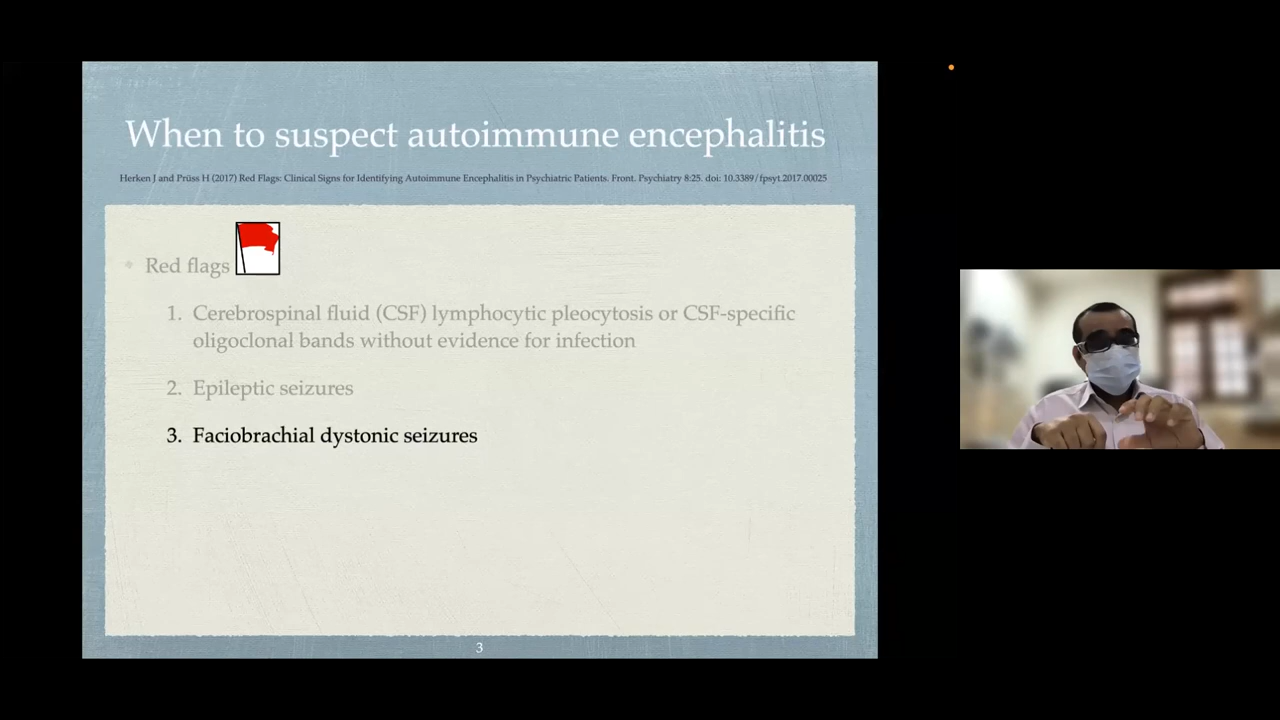 When to suspect autoimmune encephalitis
Herken J and Prüss H (2017) Red Flags: Clinical Signs for Identifying Autoimmune Encephalitis in Psychiatric Patients. Front. Psychiatry 8:25. doi: 10.3389/fpsyt.2017.00025
Red flags
1. Cerebrospinal fluid (CSF) lymphocytic pleocytosis or CSF-specific
oligoclonal bands without evidence for infection
2. Epileptic seizures
3. Faciobrachial dystonic seizures
3